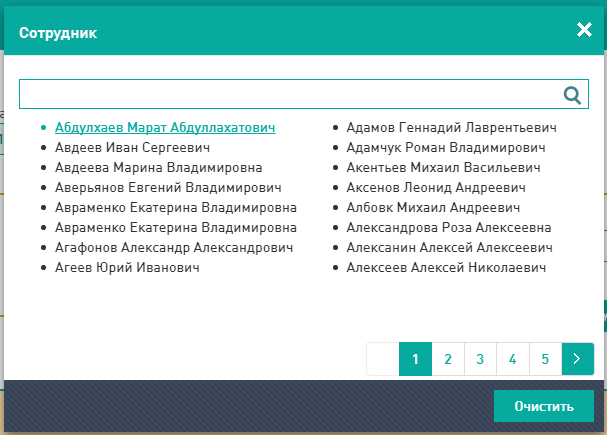 Сотрудник
Абдулхаев Марат Абдуллахатович
Авдеев Иван Сергеевич
Авдеева Марина Владимировна
Аверьянов Евгений Владимирович
Авраменко Екатерина Владимировна
Авраменко Екатерина Владимировна
Агафонов Александр Александрович
Агеев Юрий Иванович
Адамов Геннадий Лаврентьевич
Адамчук Роман Владимирович
Акентьев Михаил Васильевич
Аксенов Леонид Андреевич
Албовк Михаил Андреевич
Александрова Роза Алексеевна
Алексанин Алексей Алексеевич
Алексеев Алексей Николаевич
1 2 3 4 5
Очистить